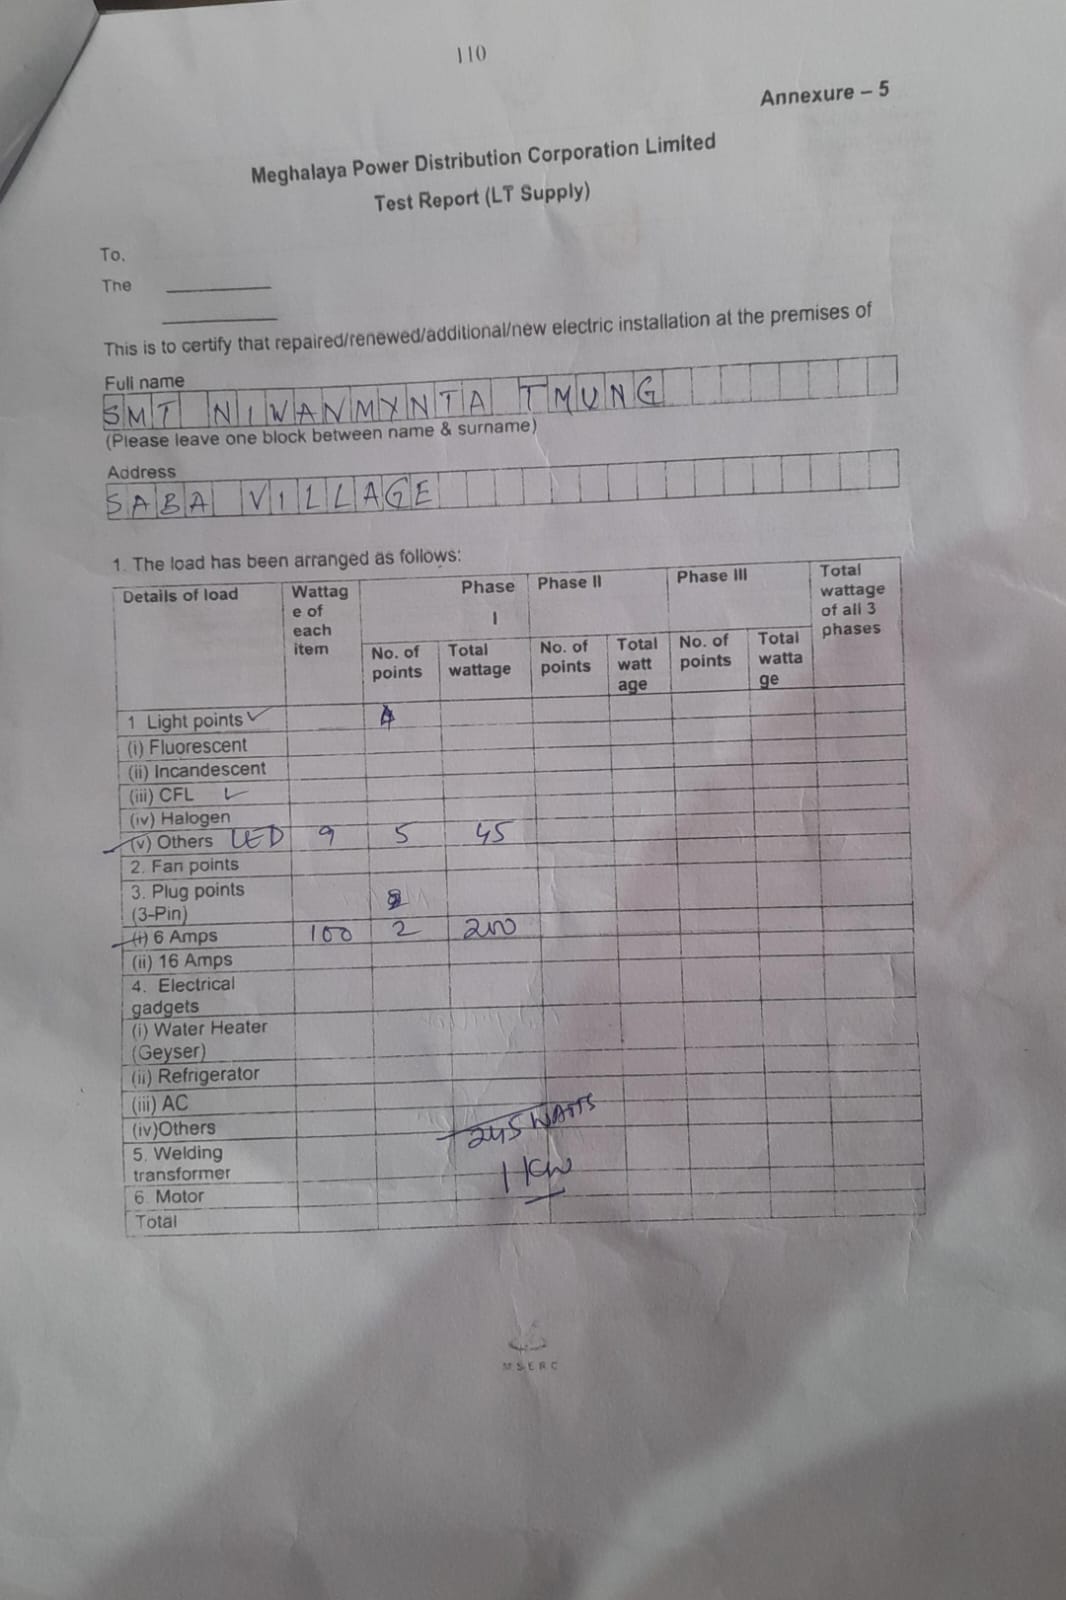 110
Annexure – 5
Meghalaya Power Distribution Corporation Limited
Test Report (LT Supply)
To,
The
This is to certify that repaired/renewed/additional/new electric installation at the premises of
Full name
SMT NIWANMYNTA TMUNG
(Please leave one block between name & surname)
Address
SABA VILLAGE
1. The load has been arranged as follows:
Details of load Wattag e of each item Phase I Phase II Phase III Total wattage of all 3 phases
No. of points Total wattage No. of points Total watt age No. of points Total watta ge
1 Light points ✓ 4
(i) Fluorescent
(ii) Incandescent
(iii) CFL ✓
(iv) Halogen
(v) Others LED 9 5 45
2. Fan points
3. Plug points
(3-Pin)
(i) 6 Amps 100 2 200
(ii) 16 Amps
4. Electrical
gadgets
(i) Water Heater
(Geyser)
(ii) Refrigerator
(iii) AC
(iv)Others
245 WATTS
5. Welding
transformer
1 KW
6. Motor
Total
MSERC